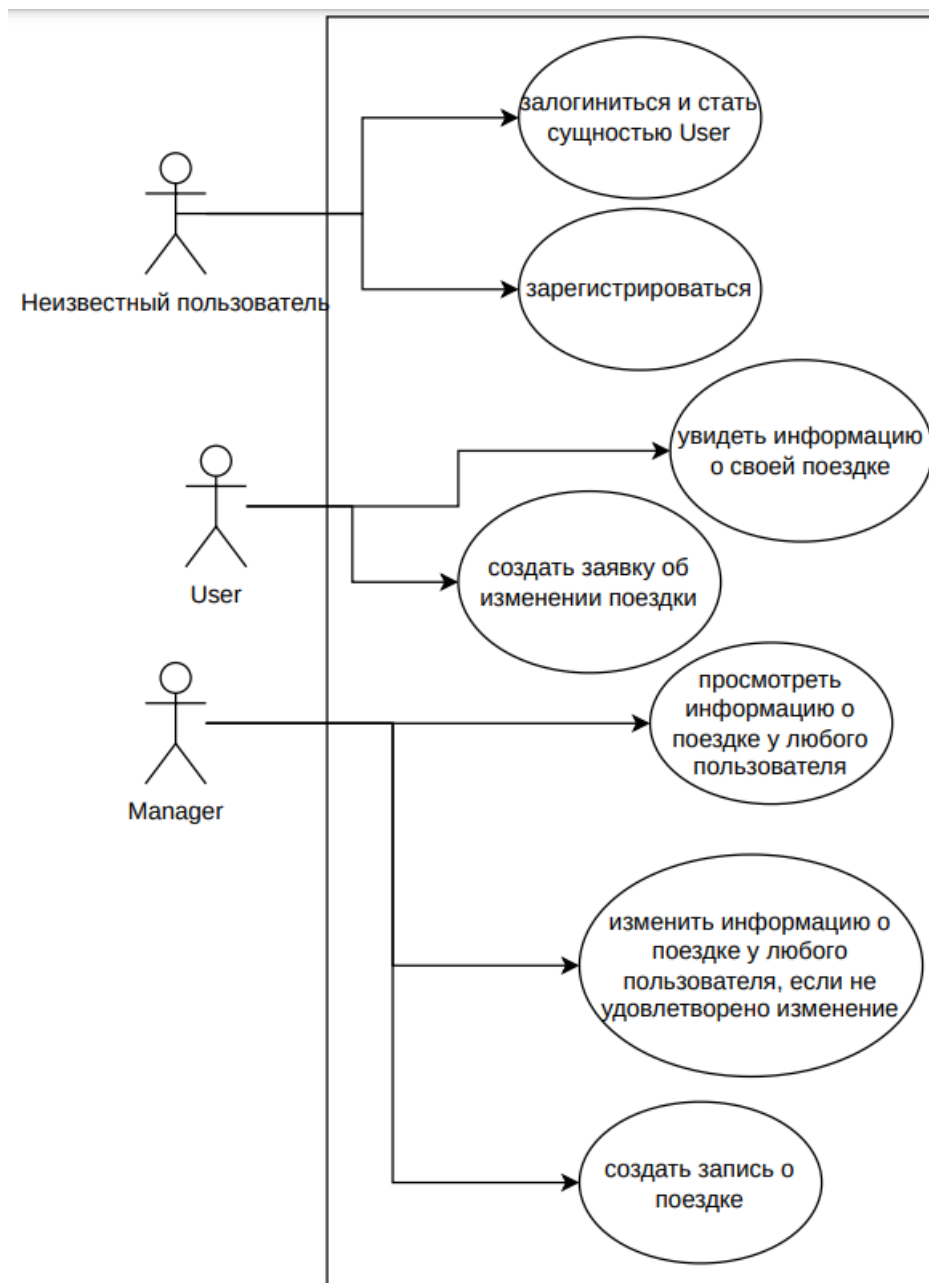 залогиниться и стать
сущностью User
Неизвестный пользователь
зарегистрироваться
увидеть информацию
о своей поездке
User
создать заявку об
изменении поездки
Manager
просмотреть
информацию о
поездке у любого
пользователя
изменить информацию о
поездке у любого
пользователя, если не
удовлетворено изменение
создать запись о
поездке